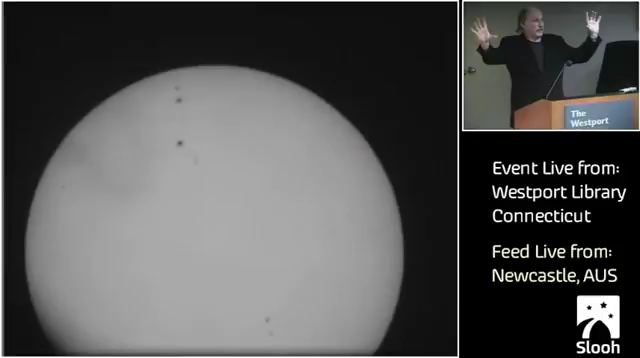 The
Westport
Event Live from:
Westport Library
Connecticut
Feed Live from:
Newcastle, AUS
Slooh